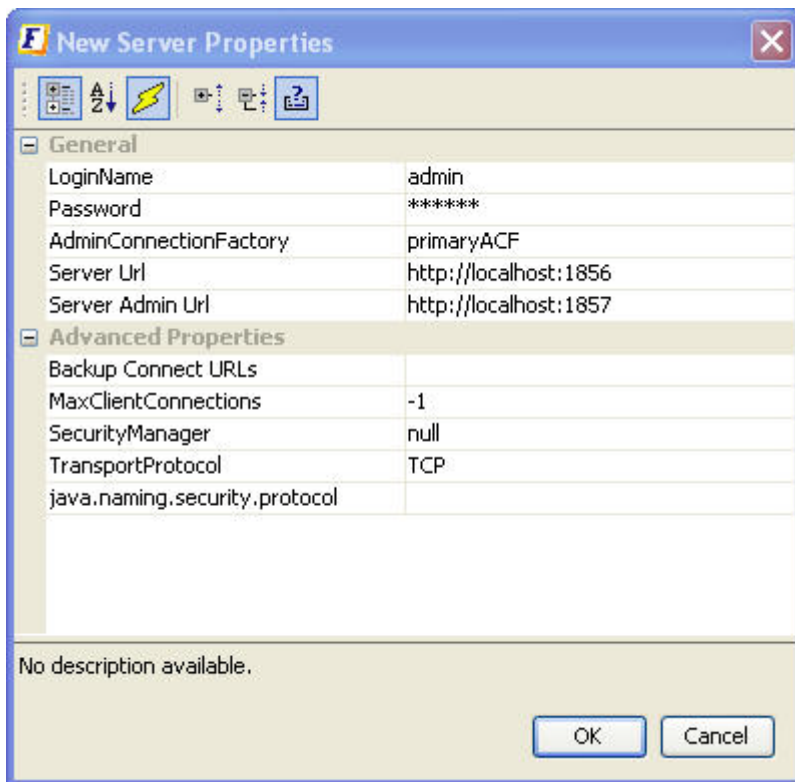 New Server Properties
General
LoginName admin
Password ******
AdminConnectionFactory primaryACF
Server Url http://localhost:1856
Server Admin Url http://localhost:1857
Advanced Properties
Backup Connect URLs
MaxClientConnections -1
SecurityManager null
TransportProtocol TCP
java.naming.security.protocol
No description available.
OK Cancel